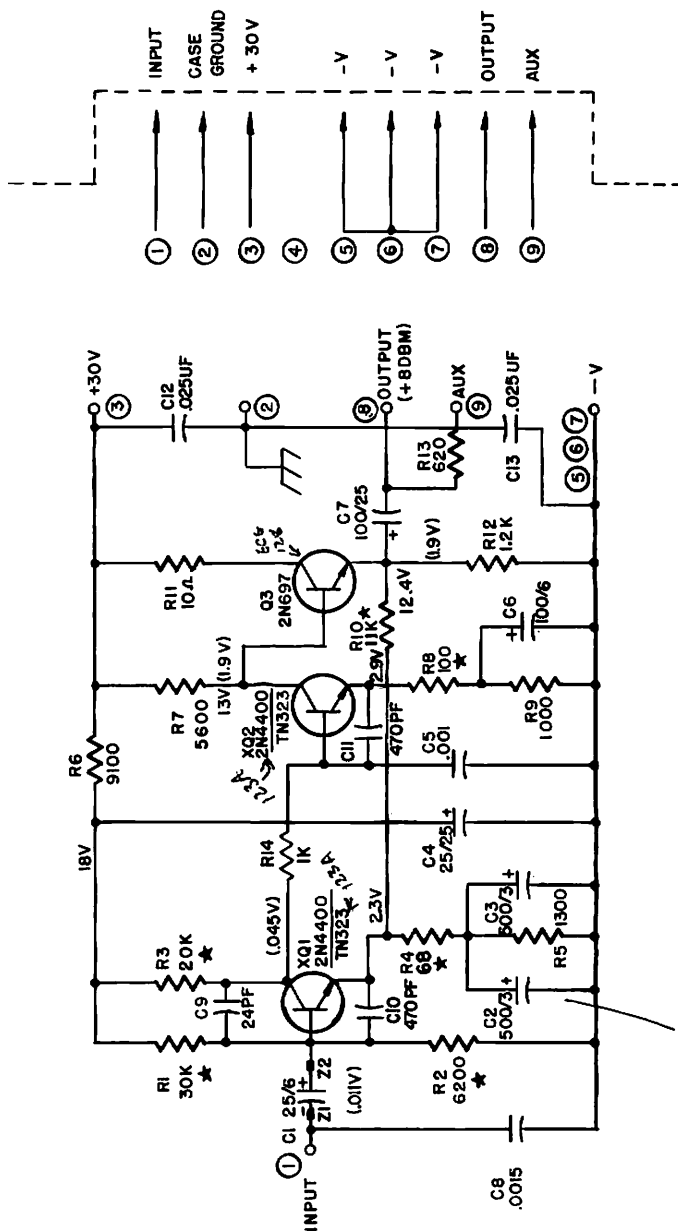 INPUT
CASE
GROUND
+ 30V
-V
-V
-V
OUTPUT
AUX
1
2
3
4
5
6
7
8
9
+30V
3
C12
.025UF
2
8
OUTPUT
(+8DBM)
AUX
9
R13
620
C13
.025UF
5 6 7
-V
R11
10Ω
ECG
128
Q3
2N697
C7
100/25
+
12.4V
(1.9V)
R12
1.2K
R6
9100
R7
5600
13V (1.9V)
XQ2
2N4400
TN323
123A
R10 ★
11K
2.9V
C11
470PF
R8
100
★
C6
+
100/6
R9
1000
C5
.001
18V
R14
1K
C4
25/25
+
R3
20K
★
C9
24PF
(.045V)
XQ1
2N4400
TN323
123A
2.3V
R4
68
★
C3
500/3
+
R5
1300
C10
470PF
C2
500/3
+
R1
30K
★
R2
6200
★
1
INPUT
C1
25/6
- +
Z1
Z2
(.011V)
C8
.0015